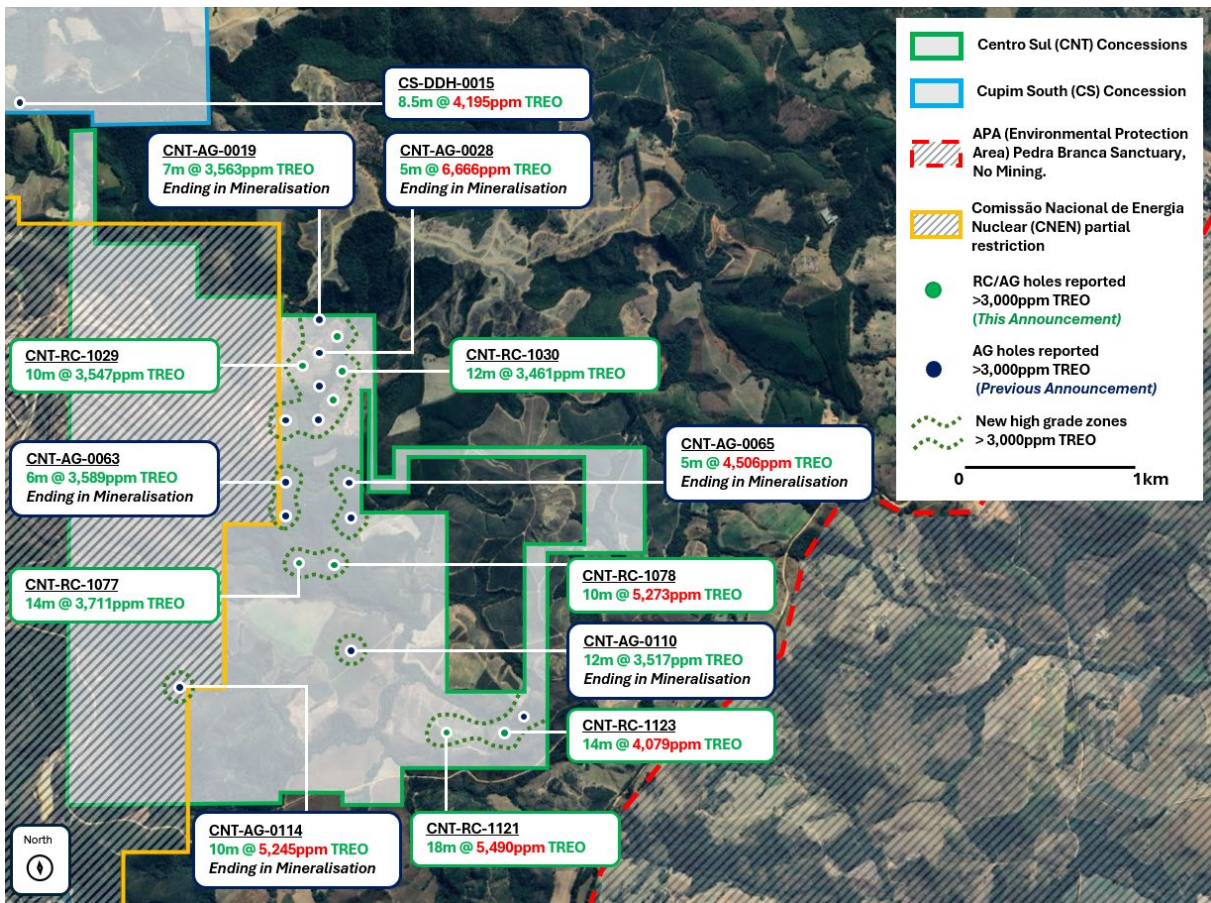 CS-DDH-0015
8.5m @ 4,195ppm TREO
CNT-AG-0019
7m @ 3,563ppm TREO
Ending in Mineralisation
CNT-AG-0028
5m @ 6,666ppm TREO
Ending in Mineralisation
CNT-RC-1029
10m @ 3,547ppm TREO
CNT-RC-1030
12m @ 3,461ppm TREO
CNT-AG-0063
6m @ 3,589ppm TREO
Ending in Mineralisation
CNT-AG-0065
5m @ 4,506ppm TREO
Ending in Mineralisation
CNT-RC-1077
14m @ 3,711ppm TREO
CNT-RC-1078
10m @ 5,273ppm TREO
CNT-AG-0110
12m @ 3,517ppm TREO
Ending in Mineralisation
CNT-RC-1123
14m @ 4,079ppm TREO
CNT-AG-0114
10m @ 5,245ppm TREO
Ending in Mineralisation
CNT-RC-1121
18m @ 5,490ppm TREO
North
Centro Sul (CNT) Concessions
Cupim South (CS) Concession
APA (Environmental Protection
Area) Pedra Branca Sanctuary,
No Mining.
Comissão Nacional de Energia
Nuclear (CNEN) partial
restriction
RC/AG holes reported
>3,000ppm TREO
(This Announcement)
AG holes reported
>3,000ppm TREO
(Previous Announcement)
New high grade zones
> 3,000ppm TREO
0 1km